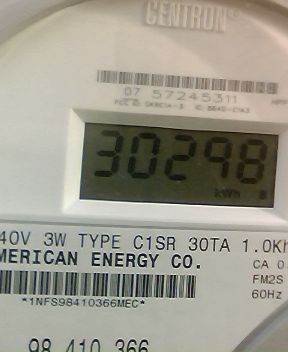 CENTRON®
07 57245311
30298
kWh
40V 3W TYPE C1SR 30TA 1.0Kh
MERICAN ENERGY CO.
CA 0.
FM2S
60Hz
*1NFS98410366MEC*
98 410 366